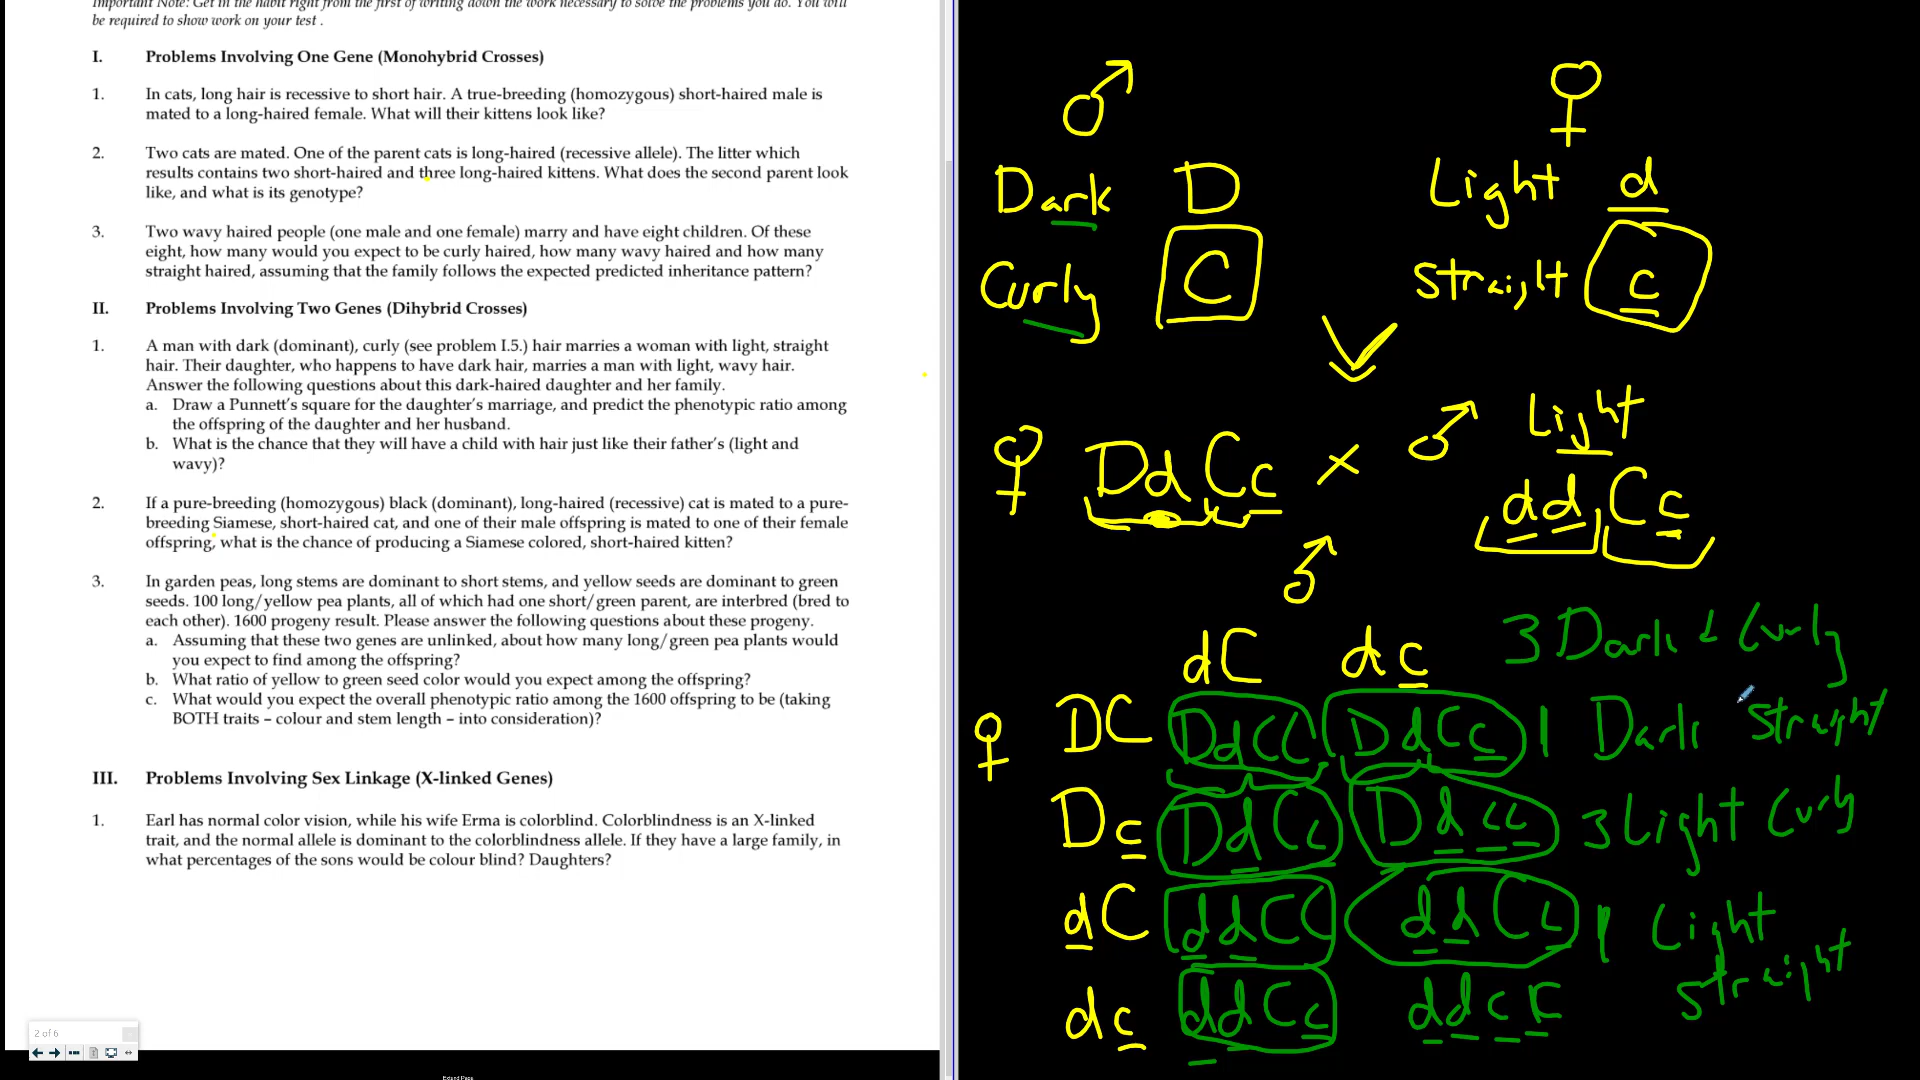 Important Note: Get in the habit right from the first of writing down the work necessary to solve the problems you do. You will
be required to show work on your test .
I. Problems Involving One Gene (Monohybrid Crosses)
1. In cats, long hair is recessive to short hair. A true-breeding (homozygous) short-haired male is
mated to a long-haired female. What will their kittens look like?
2. Two cats are mated. One of the parent cats is long-haired (recessive allele). The litter which
results contains two short-haired and three long-haired kittens. What does the second parent look
like, and what is its genotype?
3. Two wavy haired people (one male and one female) marry and have eight children. Of these
eight, how many would you expect to be curly haired, how many wavy haired and how many
straight haired, assuming that the family follows the expected predicted inheritance pattern?
II. Problems Involving Two Genes (Dihybrid Crosses)
1. A man with dark (dominant), curly (see problem I.5.) hair marries a woman with light, straight
hair. Their daughter, who happens to have dark hair, marries a man with light, wavy hair.
Answer the following questions about this dark-haired daughter and her family.
a. Draw a Punnett's square for the daughter's marriage, and predict the phenotypic ratio among
the offspring of the daughter and her husband.
b. What is the chance that they will have a child with hair just like their father's (light and
wavy)?
2. If a pure-breeding (homozygous) black (dominant), long-haired (recessive) cat is mated to a pure-
breeding Siamese, short-haired cat, and one of their male offspring is mated to one of their female
offspring, what is the chance of producing a Siamese colored, short-haired kitten?
3. In garden peas, long stems are dominant to short stems, and yellow seeds are dominant to green
seeds. 100 long/yellow pea plants, all of which had one short/green parent, are interbred (bred to
each other). 1600 progeny result. Please answer the following questions about these progeny.
a. Assuming that these two genes are unlinked, about how many long/green pea plants would
you expect to find among the offspring?
b. What ratio of yellow to green seed color would you expect among the offspring?
c. What would you expect the overall phenotypic ratio among the 1600 offspring to be (taking
BOTH traits – colour and stem length – into consideration)?
III. Problems Involving Sex Linkage (X-linked Genes)
1. Earl has normal color vision, while his wife Erma is colorblind. Colorblindness is an X-linked
trait, and the normal allele is dominant to the colorblindness allele. If they have a large family, in
what percentages of the sons would be colour blind? Daughters?
2 of 6
Extend Page
♂ ♀
Dark D Light d
Curly C Straight c
Light
♀ DdCc × ♂ ddCc
♂
dC dc
♀ DC DdCC DdCc
Dc DdCc Ddcc
dC ddCC ddCc
dc ddCc ddcc
3 Dark & Curly
1 Dark Straight
3 Light Curly
1 Light
Straight